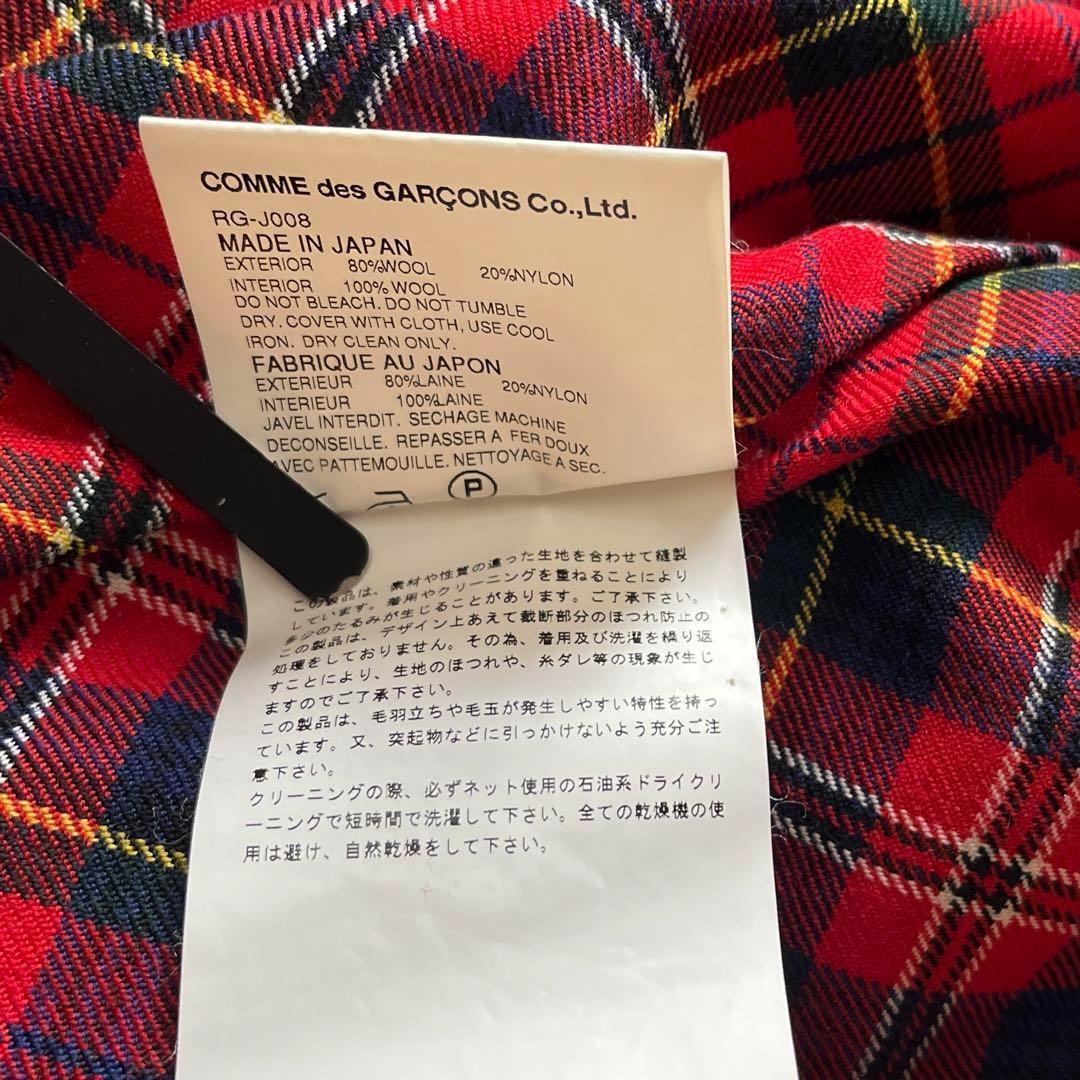 COMME des GARÇONS Co.,Ltd.
RG-J008
MADE IN JAPAN
EXTERIOR 80%WOOL 20%NYLON
INTERIOR 100% WOOL
DO NOT BLEACH. DO NOT TUMBLE
DRY. COVER WITH CLOTH, USE COOL
IRON. DRY CLEAN ONLY.
FABRIQUE AU JAPON
EXTERIEUR 80%LAINE 20%NYLON
INTERIEUR 100%LAINE
JAVEL INTERDIT. SECHAGE MACHINE
DECONSEILLE. REPASSER A FER DOUX
AVEC PATTEMOUILLE. NETTOYAGE A SEC.
P
この製品は、素材や性質の違った生地を合わせて縫製
しています。着用やクリーニングを重ねることにより
多少のたるみが生じることがあります。ご了承下さい。
この製品は、デザイン上あえて裁断部分のほつれ防止の
処理をしておりません。その為、着用及び洗濯を繰り返
すことにより、生地のほつれや、糸ダレ等の現象が生じ
ますのでご了承下さい。
この製品は、毛羽立ちや毛玉が発生しやすい特性を持っ
ています。又、突起物などに引っかけないよう充分ご注
意下さい。
クリーニングの際、必ずネット使用の石油系ドライクリ
ーニングで短時間で洗濯して下さい。全ての乾燥機の使
用は避け、自然乾燥をして下さい。